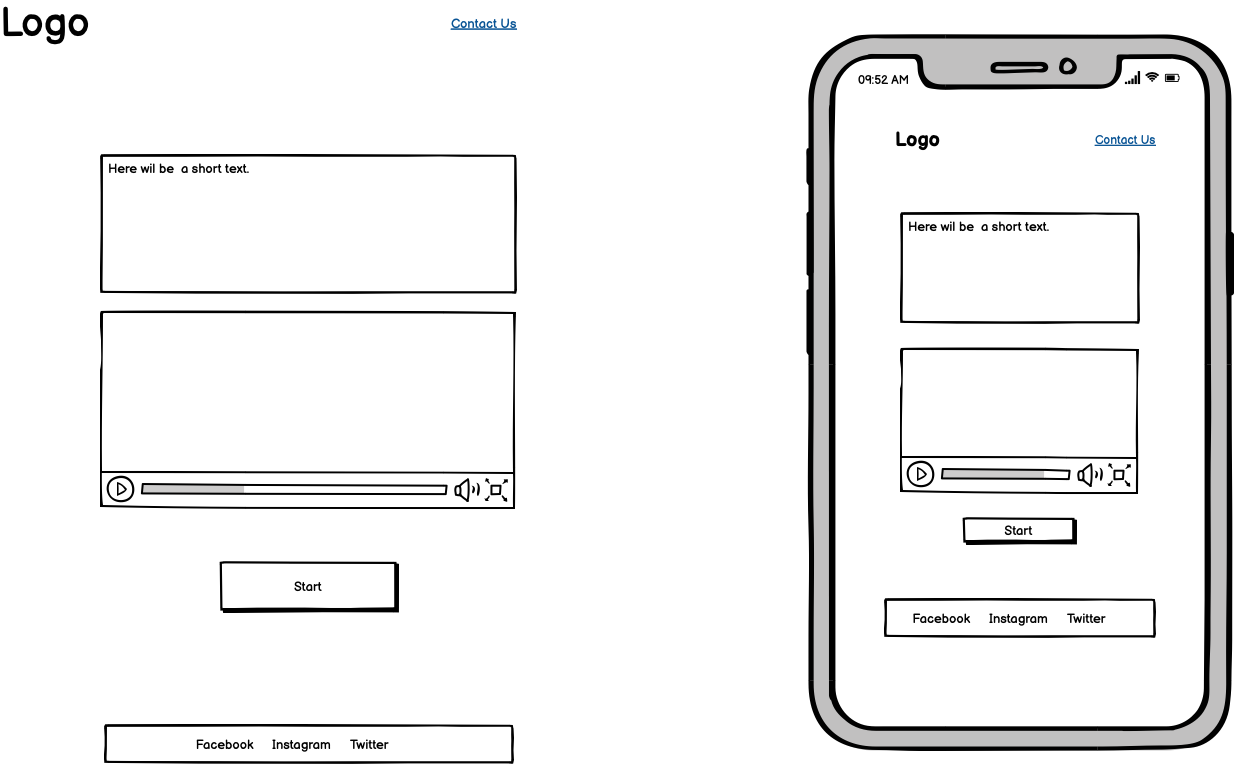 Logo
Contact Us
Here wil be  a short text.
Start
Facebook Instagram Twitter
09:52 AM
Logo
Contact Us
Here wil be  a short text.
Start
Facebook Instagram Twitter